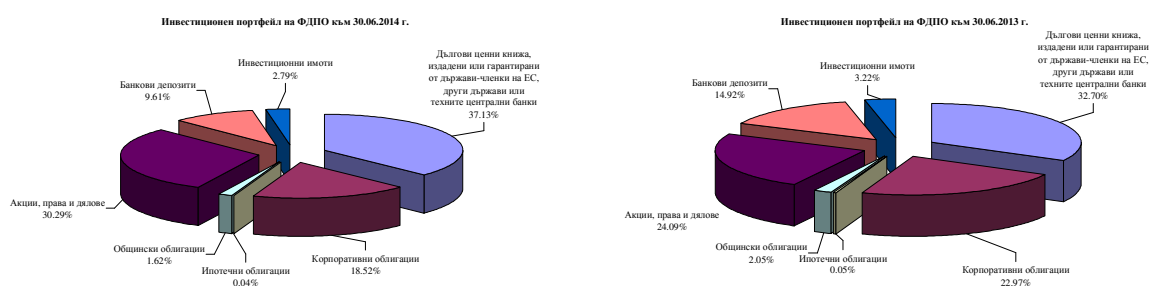 Инвестиционен портфейл на ФДПО към 30.06.2014 г.
Дългови ценни книжа,
издадени или гарантирани
от държави-членки на ЕС,
други държави или
техните централни банки
37.13%
Инвестиционни имоти
2.79%
Банкови депозити
9.61%
Акции, права и дялове
30.29%
Общински облигации
1.62%
Ипотечни облигации
0.04%
Корпоративни облигации
18.52%
Инвестиционен портфейл на ФДПО към 30.06.2013 г.
Дългови ценни книжа,
издадени или гарантирани
от държави-членки на ЕС,
други държави или
техните централни банки
32.70%
Инвестиционни имоти
3.22%
Банкови депозити
14.92%
Акции, права и дялове
24.09%
Общински облигации
2.05%
Ипотечни облигации
0.05%
Корпоративни облигации
22.97%